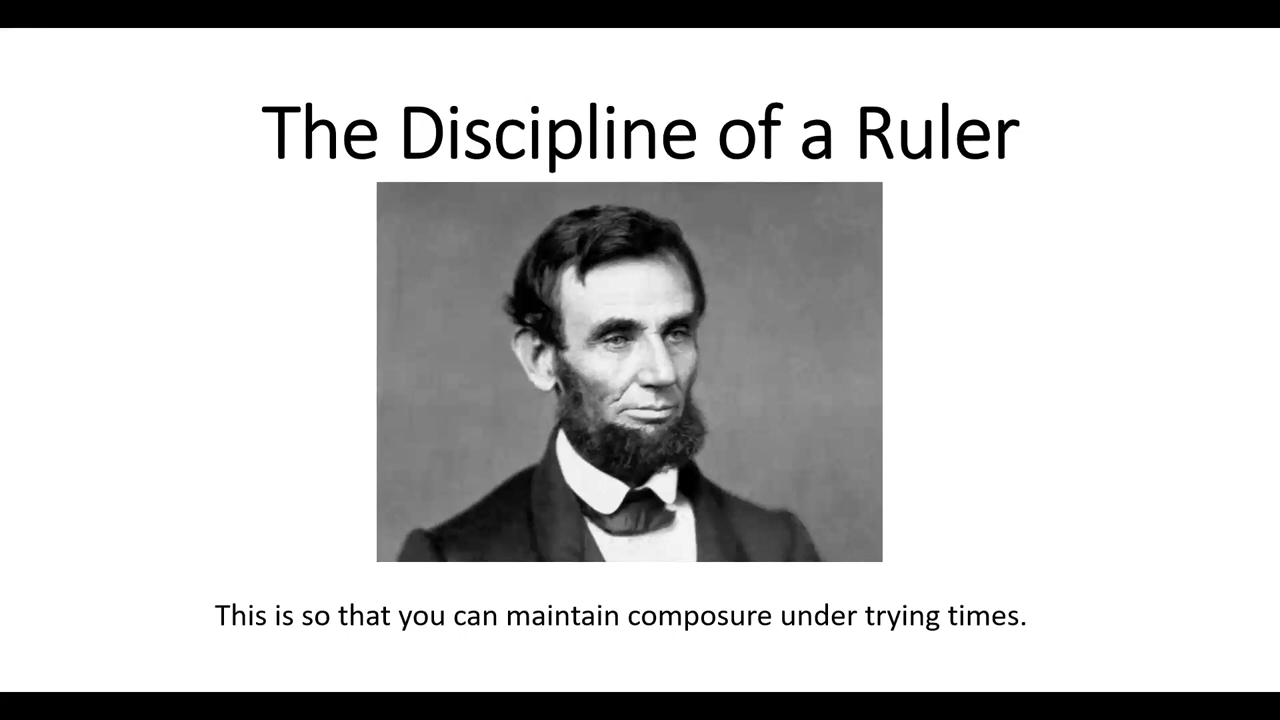 The Discipline of a Ruler
This is so that you can maintain composure under trying times.